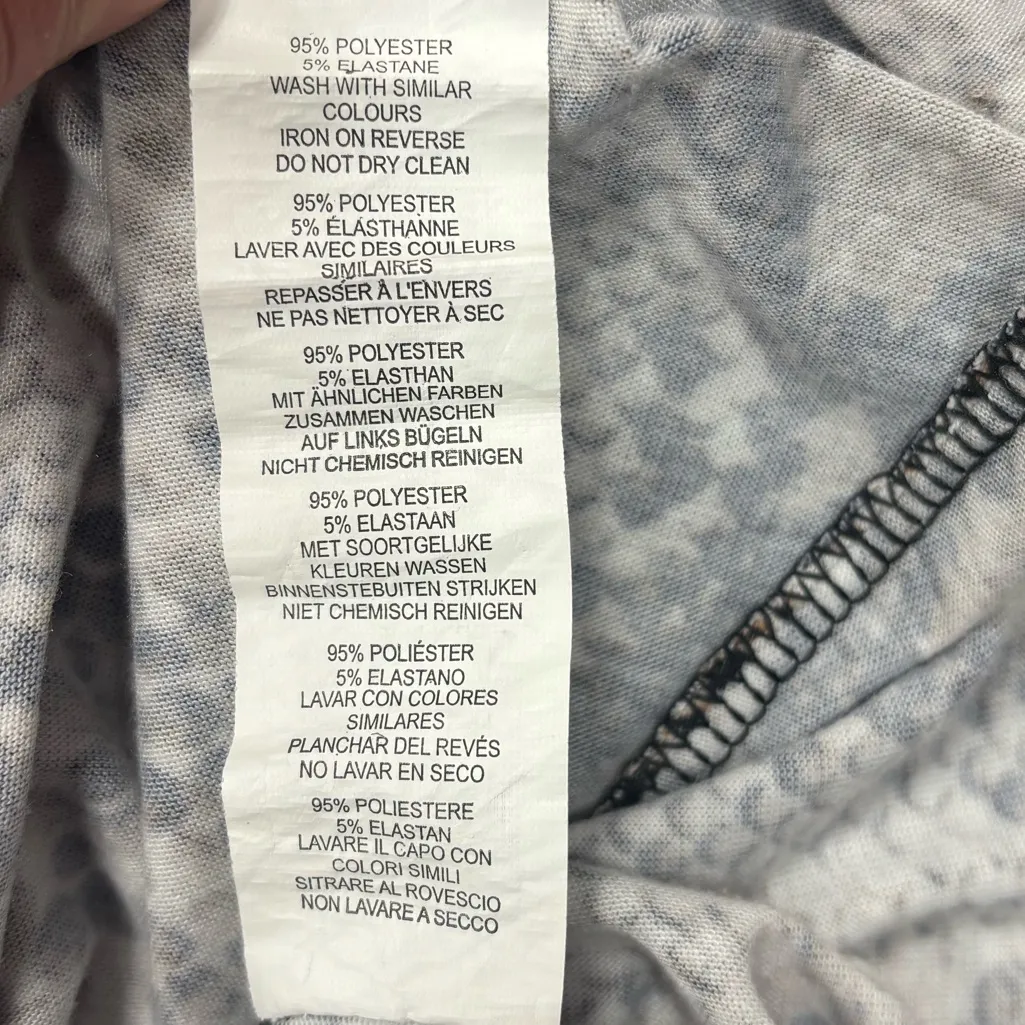 95% POLYESTER
5% ELASTANE
WASH WITH SIMILAR
COLOURS
IRON ON REVERSE
DO NOT DRY CLEAN
95% POLYESTER
5% ÉLASTHANNE
LAVER AVEC DES COULEURS
SIMILAIRES
REPASSER À L'ENVERS
NE PAS NETTOYER À SEC
95% POLYESTER
5% ELASTHAN
MIT ÄHNLICHEN FARBEN
ZUSAMMEN WASCHEN
AUF LINKS BÜGELN
NICHT CHEMISCH REINIGEN
95% POLYESTER
5% ELASTAAN
MET SOORTGELIJKE
KLEUREN WASSEN
BINNENSTEBUITEN STRIJKEN
NIET CHEMISCH REINIGEN
95% POLIÉSTER
5% ELASTANO
LAVAR CON COLORES
SIMILARES
PLANCHAR DEL REVÉS
NO LAVAR EN SECO
95% POLIESTERE
5% ELASTAN
LAVARE IL CAPO CON
COLORI SIMILI
SITRARE AL ROVESCIO
NON LAVARE A SECCO